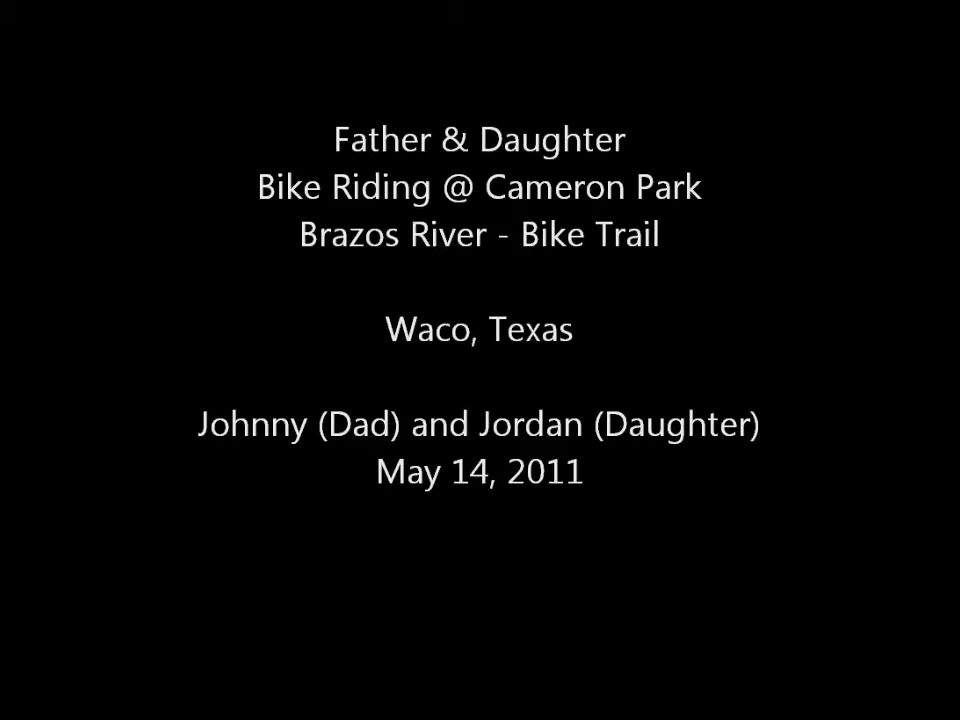 Father & Daughter
Bike Riding @ Cameron Park
Brazos River - Bike Trail
Waco, Texas
Johnny (Dad) and Jordan (Daughter)
May 14, 2011